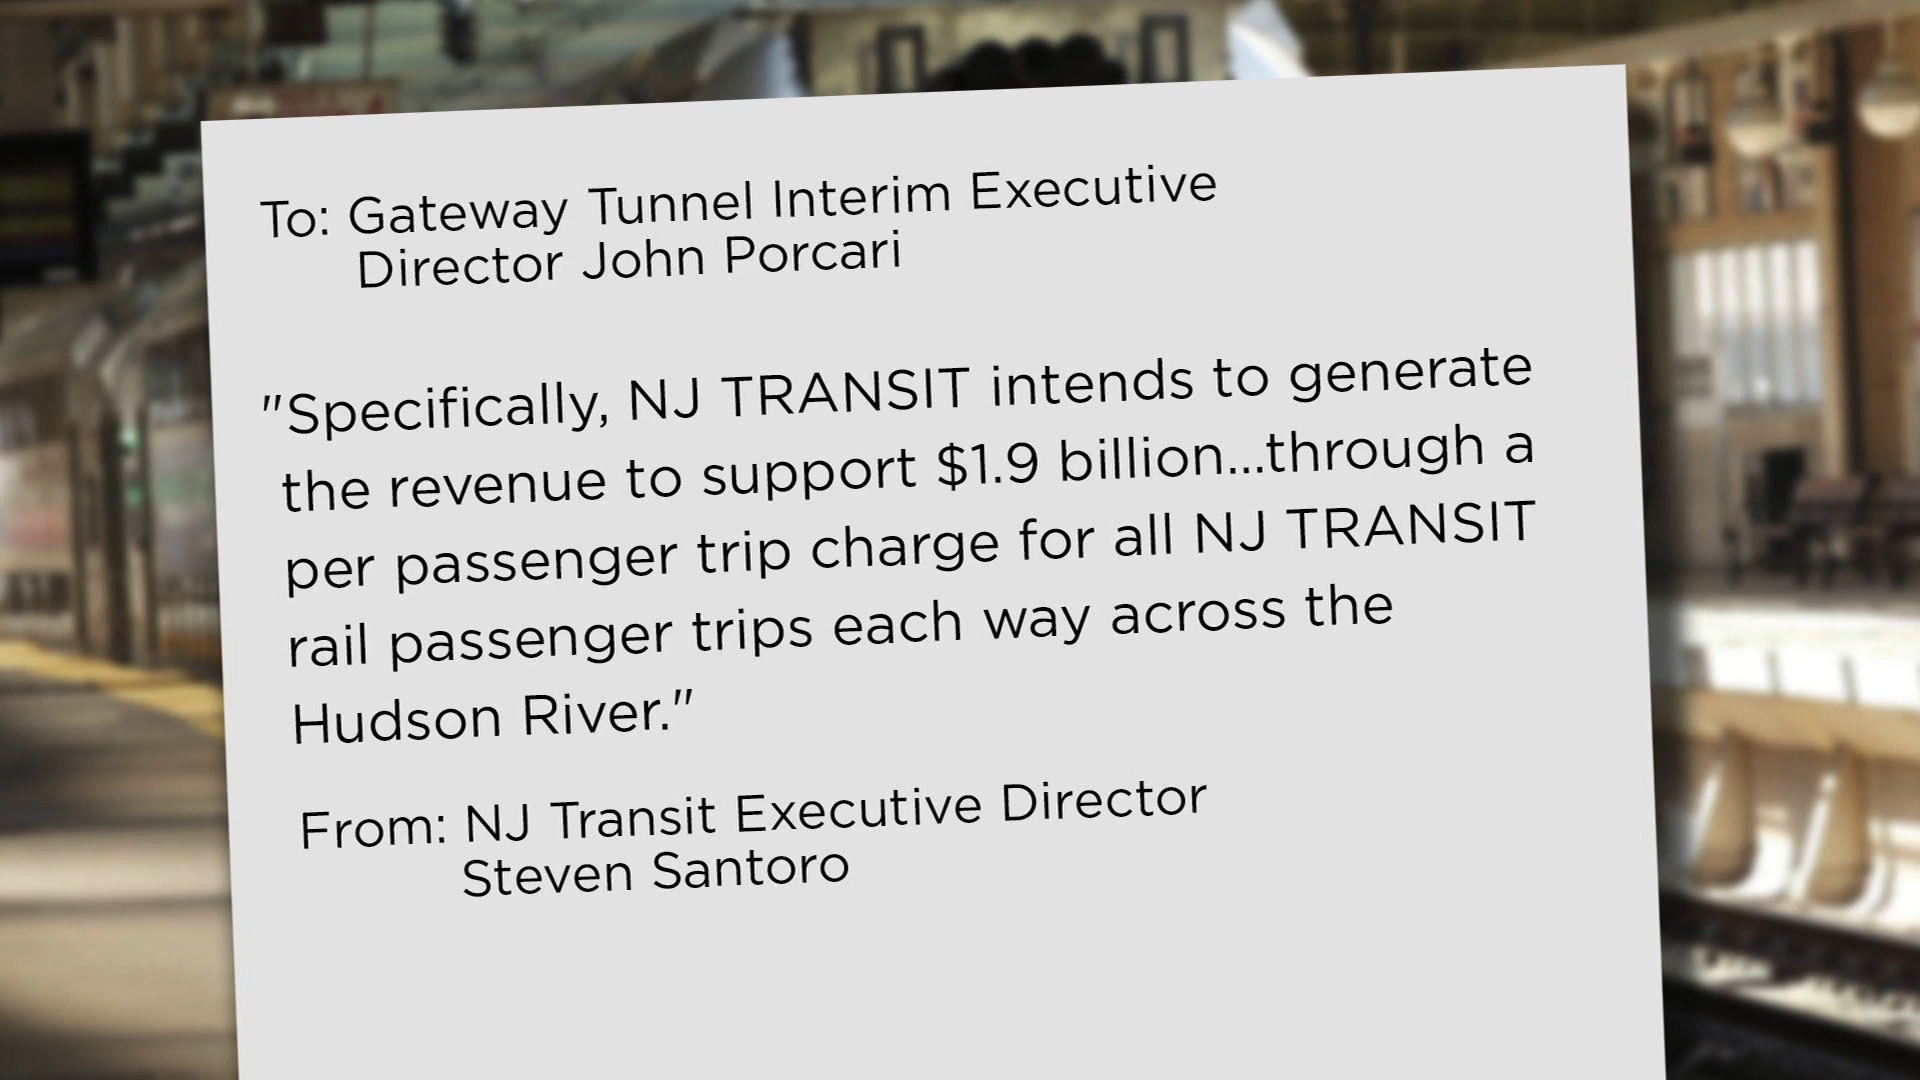 To: Gateway Tunnel Interim Executive
Director John Porcari
"Specifically, NJ TRANSIT intends to generate
the revenue to support $1.9 billion...through a
per passenger trip charge for all NJ TRANSIT
rail passenger trips each way across the
Hudson River."
From: NJ Transit Executive Director
Steven Santoro